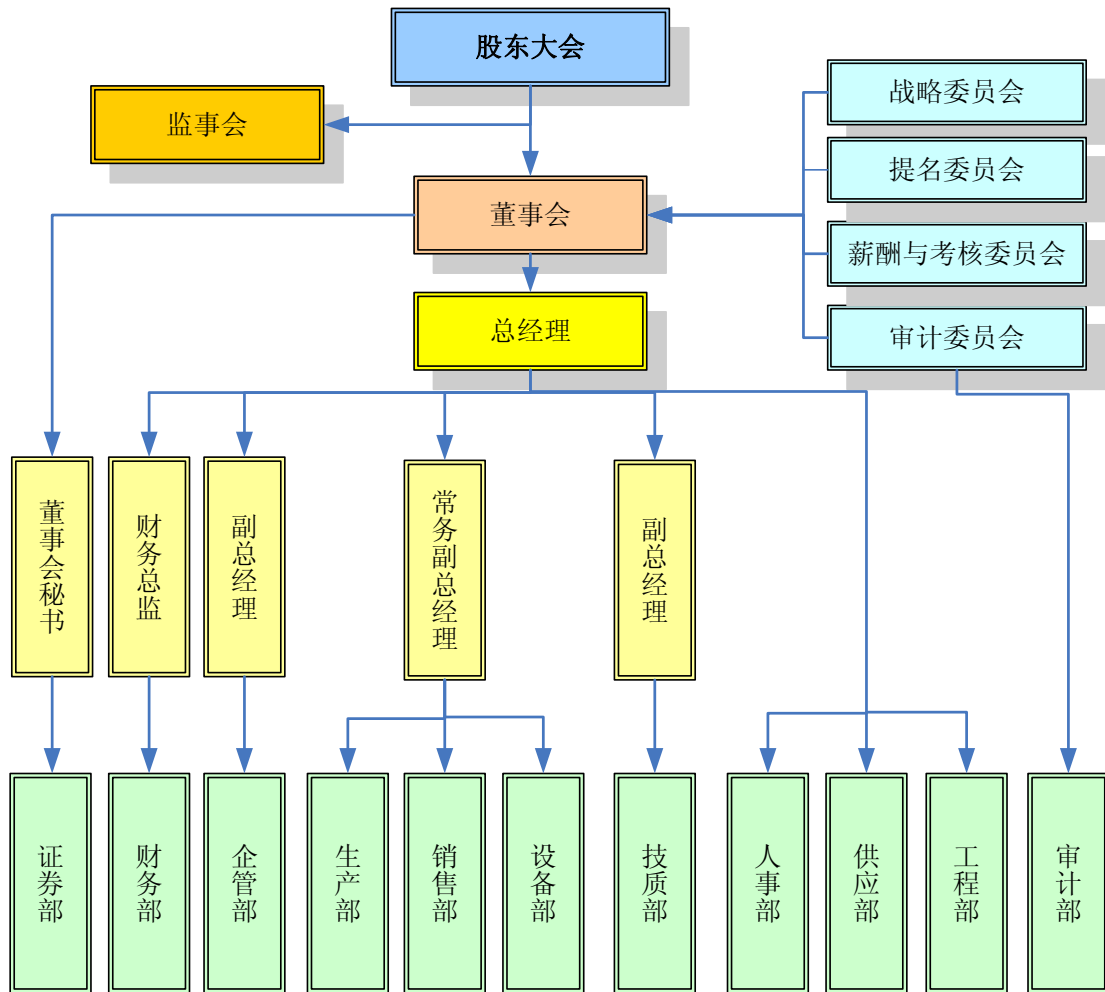 股东大会
监事会
战略委员会
提名委员会
董事会
薪酬与考核委员会
总经理
审计委员会
董事会秘书
财务总监
副总经理
常务副总经理
副总经理
证券部
财务部
企管部
生产部
销售部
设备部
技质部
人事部
供应部
工程部
审计部